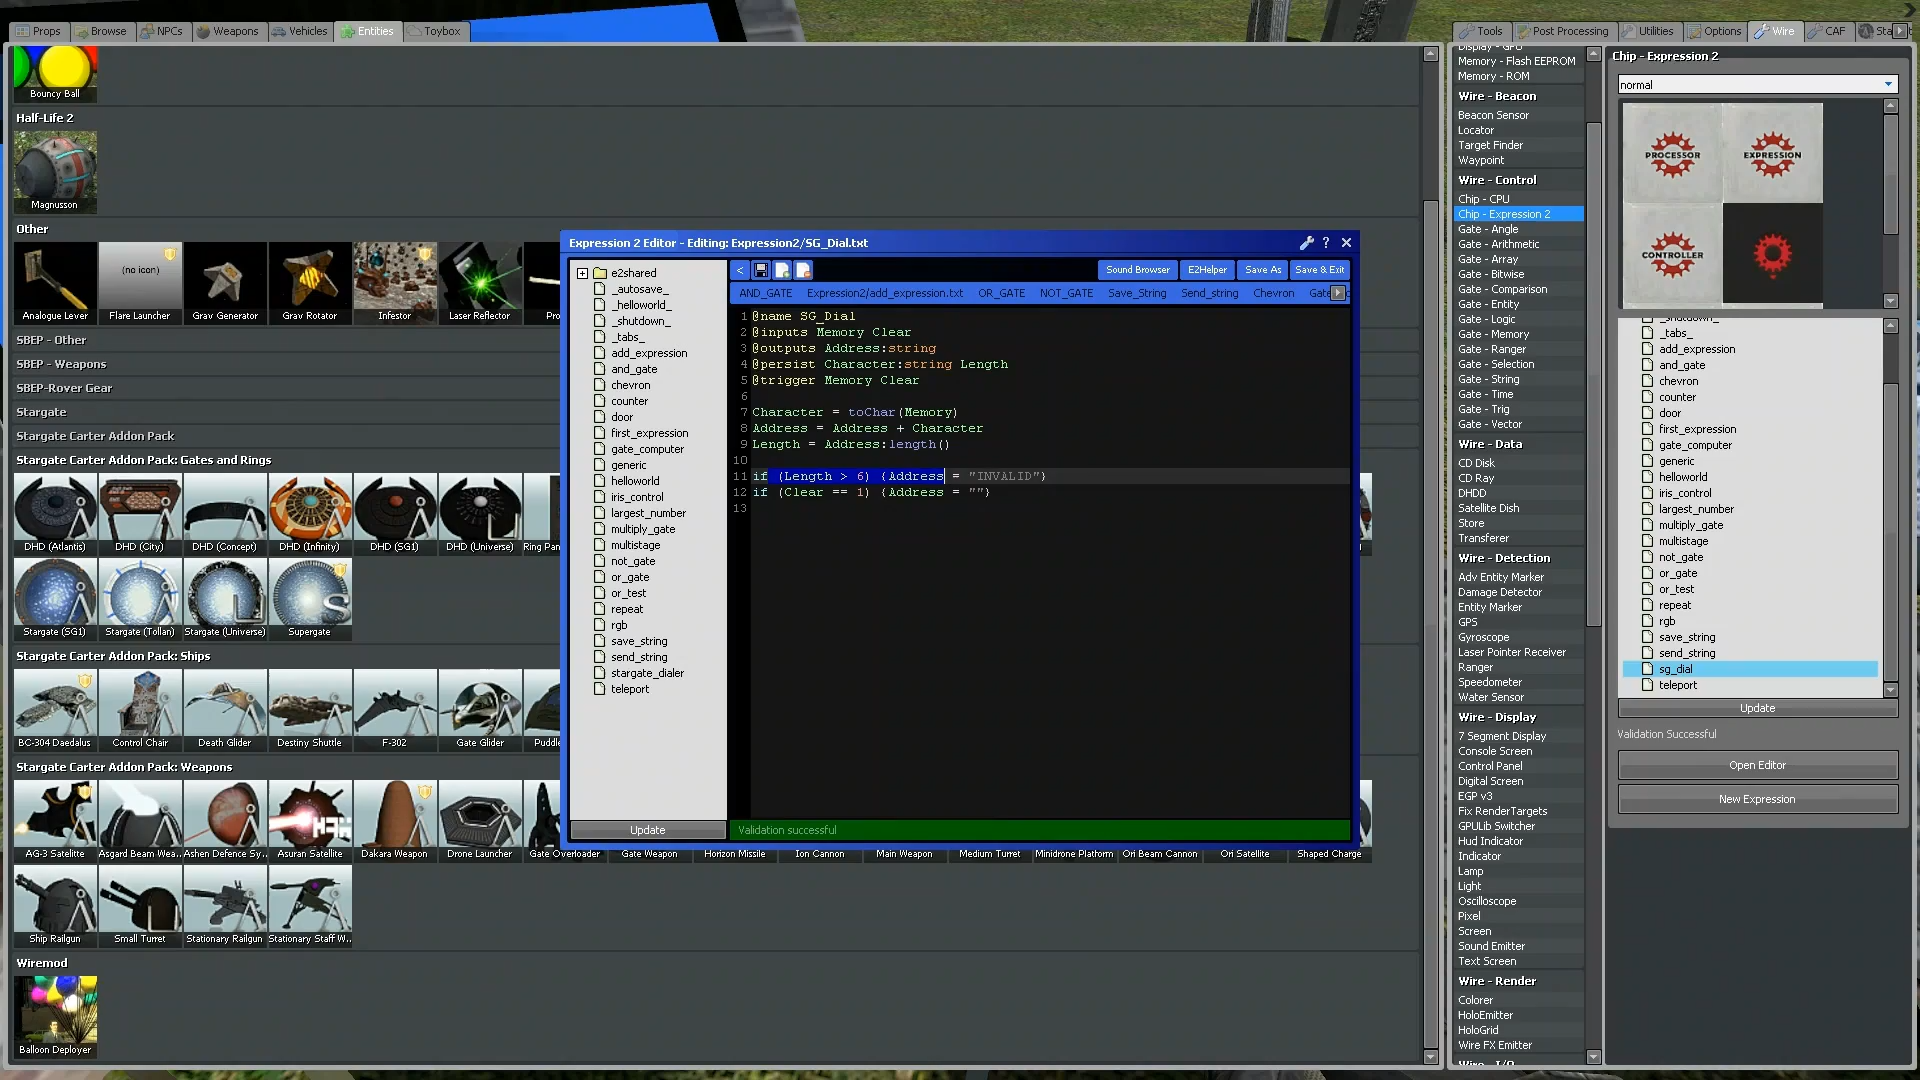 Props
Browse
NPCs
Weapons
Vehicles
Entities
Toybox
Bouncy Ball
Half-Life 2
Magnusson
Other
(no icon)
Analogue Lever
Flare Launcher
Grav Generator
Grav Rotator
Infestor
Laser Reflector
SBEP - Other
SBEP - Weapons
SBEP-Rover Gear
Stargate
Stargate Carter Addon Pack
Stargate Carter Addon Pack: Gates and Rings
DHD (Atlantis)
DHD (City)
DHD (Concept)
DHD (Infinity)
DHD (SG1)
DHD (Universe)
Ring Pan
Stargate (SG1)
Stargate (Tollan)
Stargate (Universe)
Supergate
Stargate Carter Addon Pack: Ships
BC-304 Daedalus
Control Chair
Death Glider
Destiny Shuttle
F-302
Gate Glider
Puddle
Stargate Carter Addon Pack: Weapons
AG-3 Satelitte
Asgard Beam Wea..
Ashen Defence Sy..
Asuran Satellite
Dakara Weapon
Drone Launcher
Gate Overloader
Gate Weapon
Horizon Missile
Ion Cannon
Main Weapon
Medium Turret
Minidrone Platform
Ori Beam Cannon
Ori Satellite
Shaped Charge
Ship Railgun
Small Turret
Stationary Railgun
Stationary Staff W..
Wiremod
Balloon Deployer
Expression 2 Editor - Editing: Expression2/SG_Dial.txt
?
e2shared
_autosave_
_helloworld_
_shutdown_
_tabs_
add_expression
and_gate
chevron
counter
door
first_expression
gate_computer
generic
helloworld
iris_control
largest_number
multiply_gate
multistage
not_gate
or_gate
or_test
repeat
rgb
save_string
send_string
stargate_dialer
teleport
Update
<
Sound Browser
E2Helper
Save As
Save & Exit
AND_GATE
Expression2/add_expression.txt
OR_GATE
NOT_GATE
Save_String
Send_string
Chevron
1 @name SG_Dial
2 @inputs Memory Clear
3 @outputs Address:string
4 @persist Character:string Length
5 @trigger Memory Clear
6
7 Character = toChar(Memory)
8 Address = Address + Character
9 Length = Address:length()
10
11 if (Length > 6) {Address = "INVALID"}
12 if (Clear == 1) {Address = ""}
13
Validation successful
Tools
Post Processing
Utilities
Options
Wire
CAF
Display - GPU
Memory - Flash EEPROM
Memory - ROM
Wire - Beacon
Beacon Sensor
Locator
Target Finder
Waypoint
Wire - Control
Chip - CPU
Chip - Expression 2
Gate - Angle
Gate - Arithmetic
Gate - Array
Gate - Bitwise
Gate - Comparison
Gate - Entity
Gate - Logic
Gate - Memory
Gate - Ranger
Gate - Selection
Gate - String
Gate - Time
Gate - Trig
Gate - Vector
Wire - Data
CD Disk
CD Ray
DHDD
Satellite Dish
Store
Transferer
Wire - Detection
Adv Entity Marker
Damage Detector
Entity Marker
GPS
Gyroscope
Laser Pointer Receiver
Ranger
Speedometer
Water Sensor
Wire - Display
7 Segment Display
Console Screen
Control Panel
Digital Screen
EGP v3
Fix RenderTargets
GPULib Switcher
Hud Indicator
Indicator
Lamp
Light
Oscilloscope
Pixel
Screen
Sound Emitter
Text Screen
Wire - Render
Colorer
HoloEmitter
HoloGrid
Wire FX Emitter
Wire - I/O
Chip - Expression 2
normal
PROCESSOR
EXPRESSION
CONTROLLER
_shutdown_
_tabs_
add_expression
and_gate
chevron
counter
door
first_expression
gate_computer
generic
helloworld
iris_control
largest_number
multiply_gate
multistage
not_gate
or_gate
or_test
repeat
rgb
save_string
send_string
sg_dial
teleport
Update
Validation Successful
Open Editor
New Expression